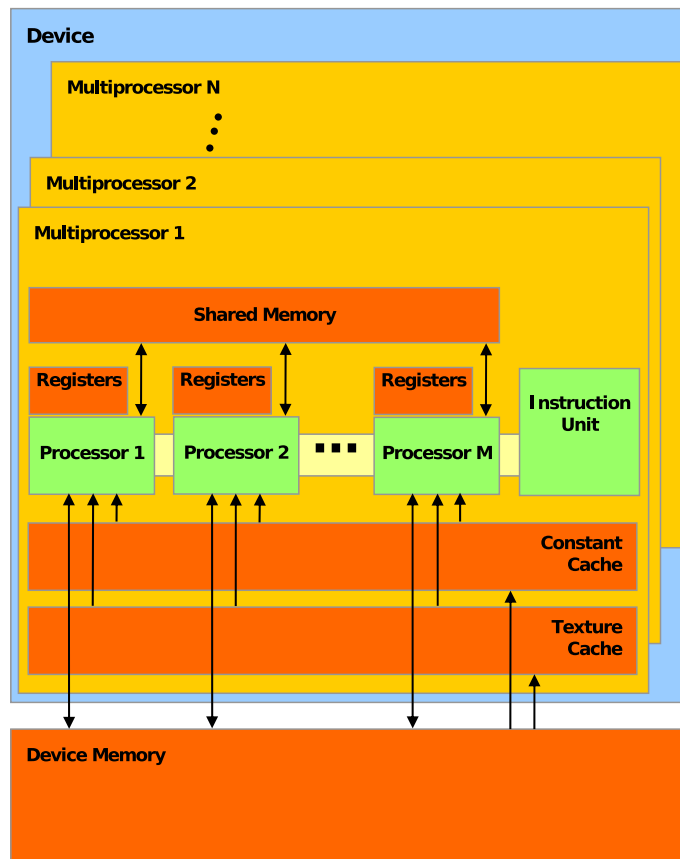 Device
Multiprocessor N
Multiprocessor 2
Multiprocessor 1
Shared Memory
Registers
Registers
Registers
Instruction
Unit
Processor 1
Processor 2
Processor M
Constant
Cache
Texture
Cache
Device Memory